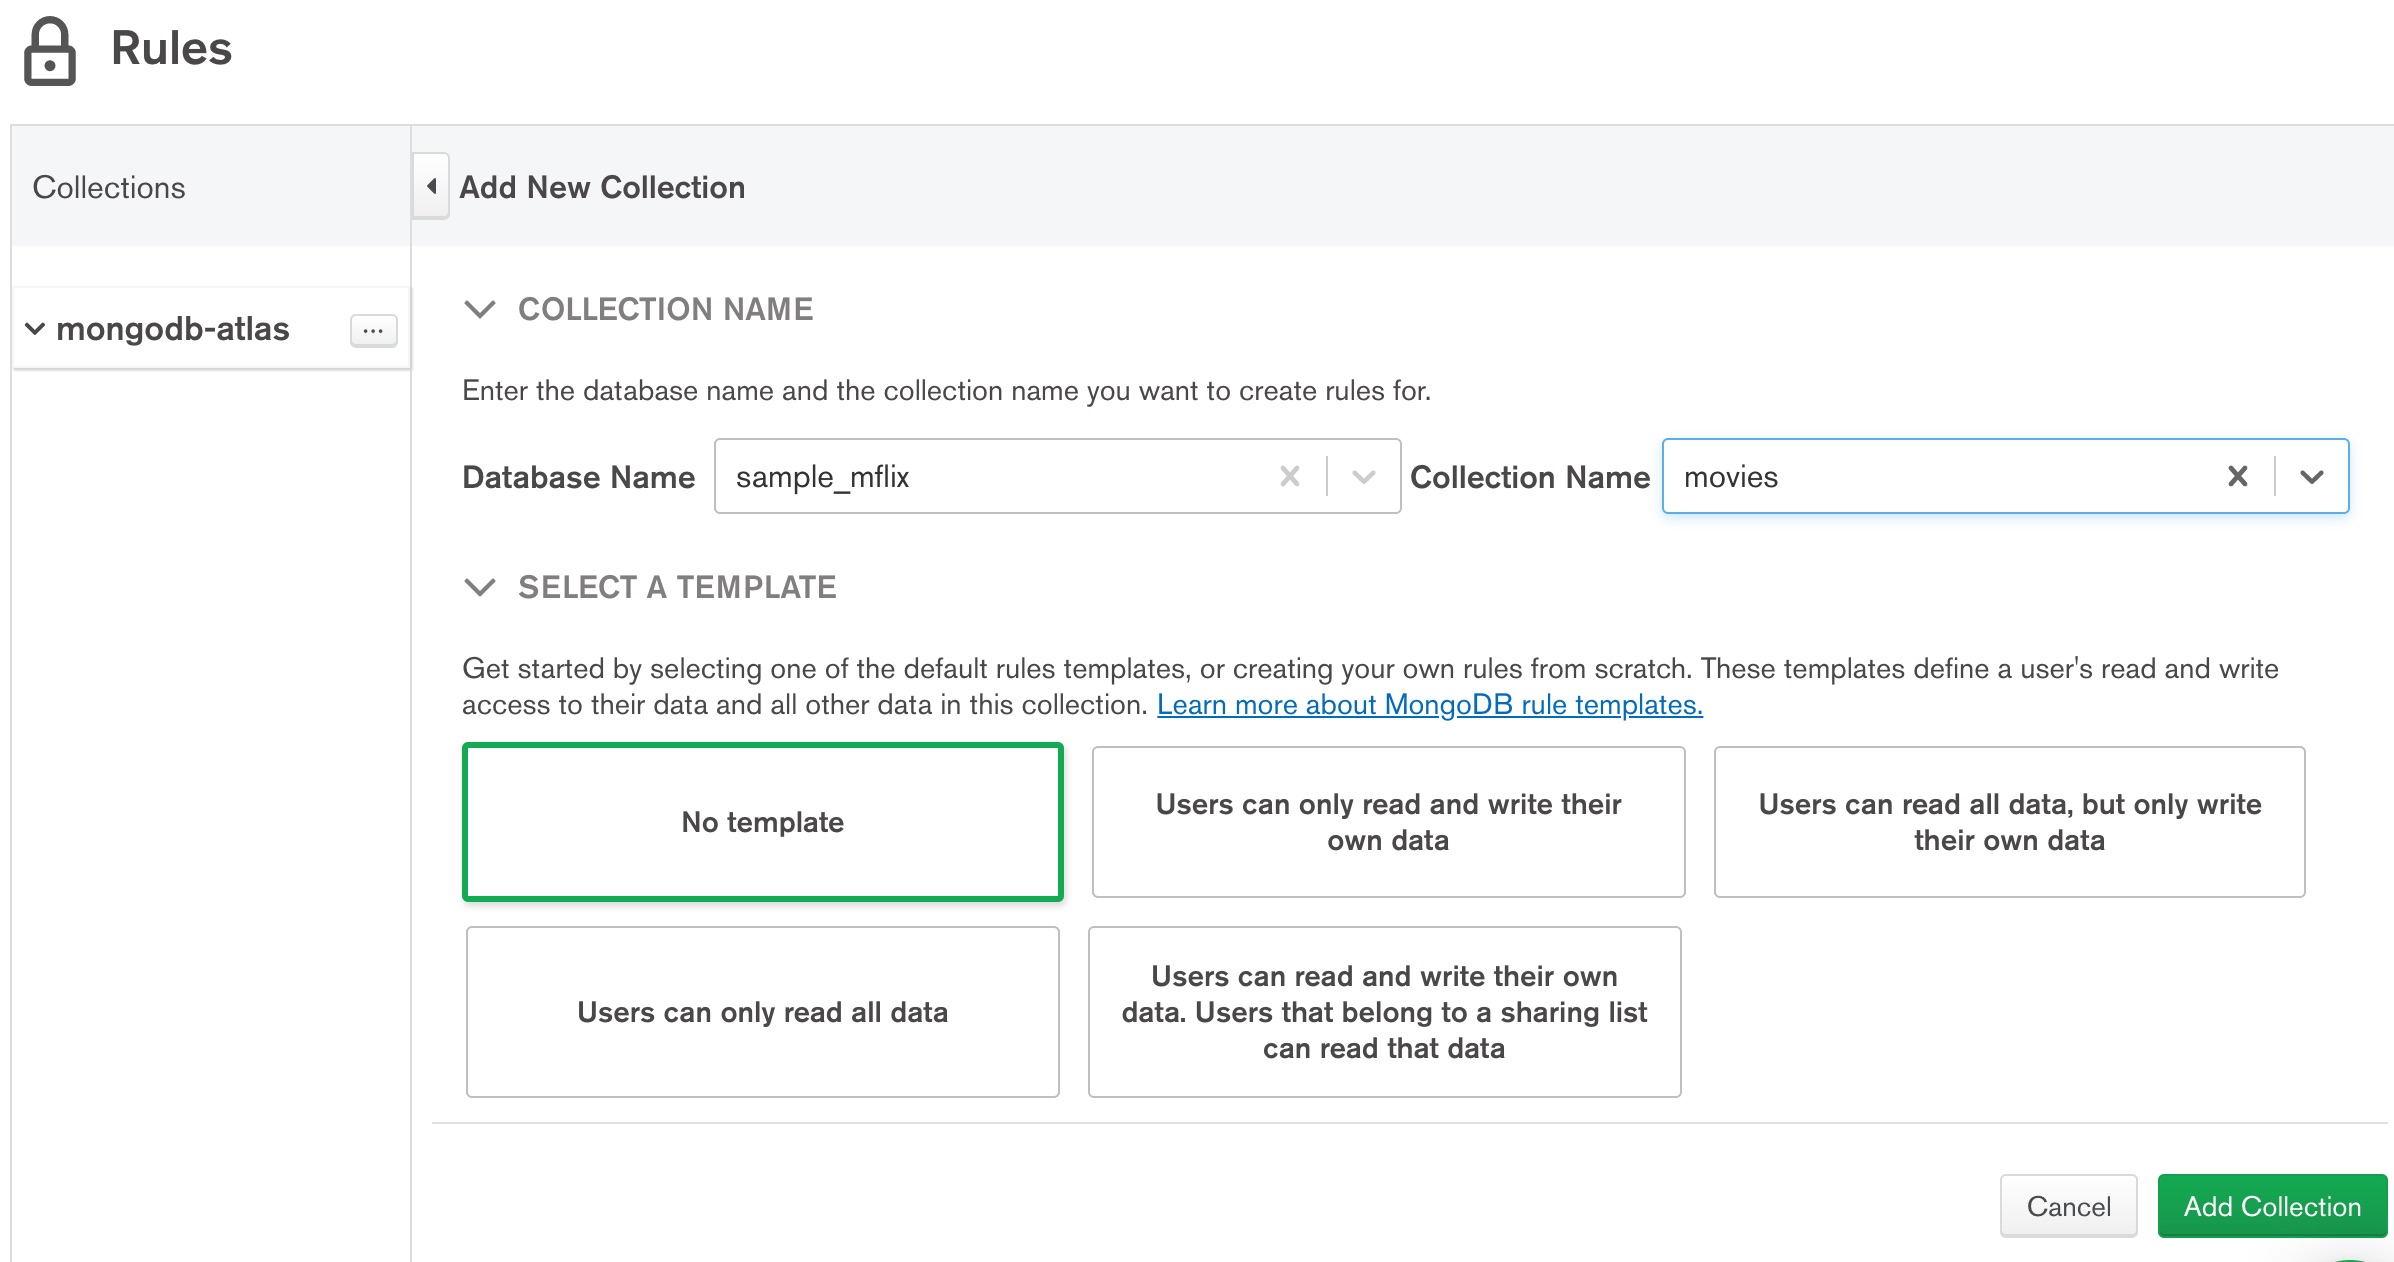 Rules
Collections
Add New Collection
mongodb-atlas
...
COLLECTION NAME
Enter the database name and the collection name you want to create rules for.
Database Name
sample_mflix
Collection Name
movies
SELECT A TEMPLATE
Get started by selecting one of the default rules templates, or creating your own rules from scratch. These templates define a user's read and write
access to their data and all other data in this collection. Learn more about MongoDB rule templates.
No template
Users can only read and write their
own data
Users can read all data, but only write
their own data
Users can only read all data
Users can read and write their own
data. Users that belong to a sharing list
can read that data
Cancel
Add Collection